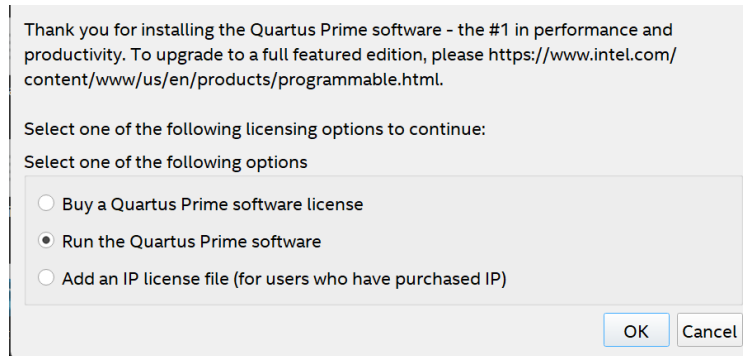 Thank you for installing the Quartus Prime software - the #1 in performance and
productivity. To upgrade to a full featured edition, please https://www.intel.com/
content/www/us/en/products/programmable.html.
Select one of the following licensing options to continue:
Select one of the following options
Buy a Quartus Prime software license
Run the Quartus Prime software
Add an IP license file (for users who have purchased IP)
OK Cancel